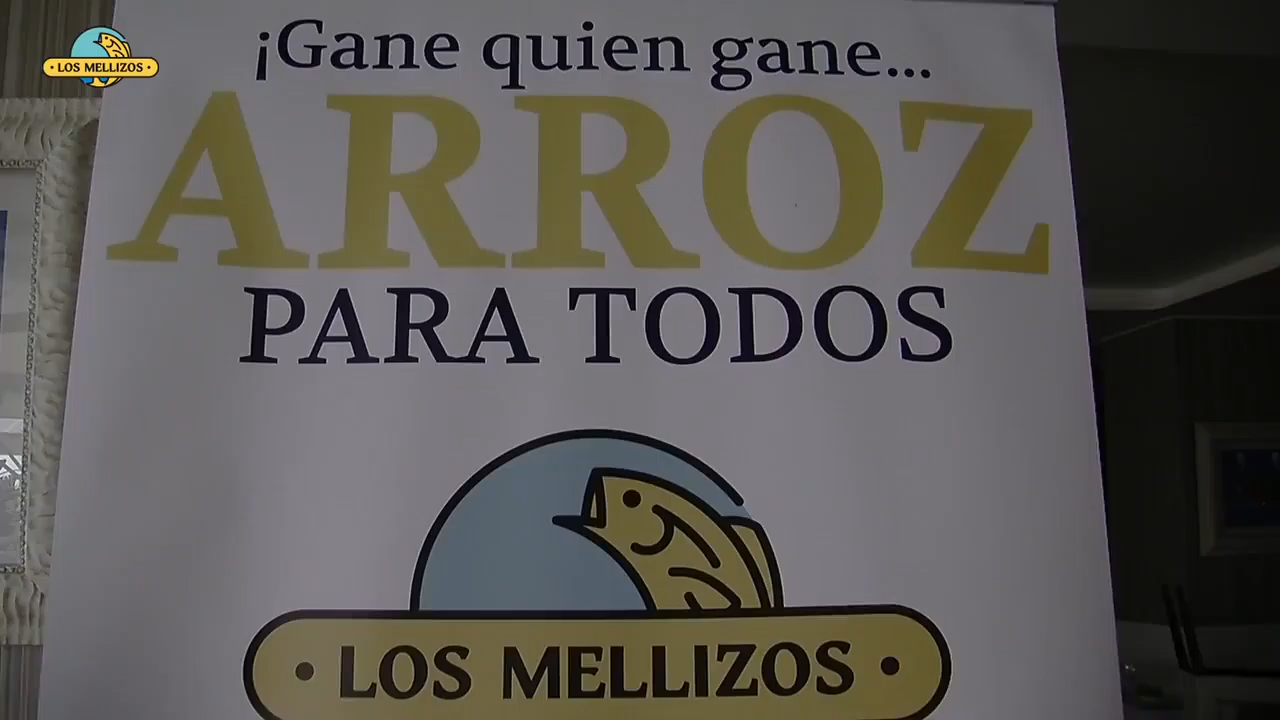 • LOS MELLIZOS •
¡Gane quien gane...
ARROZ
PARA TODOS
• LOS MELLIZOS •